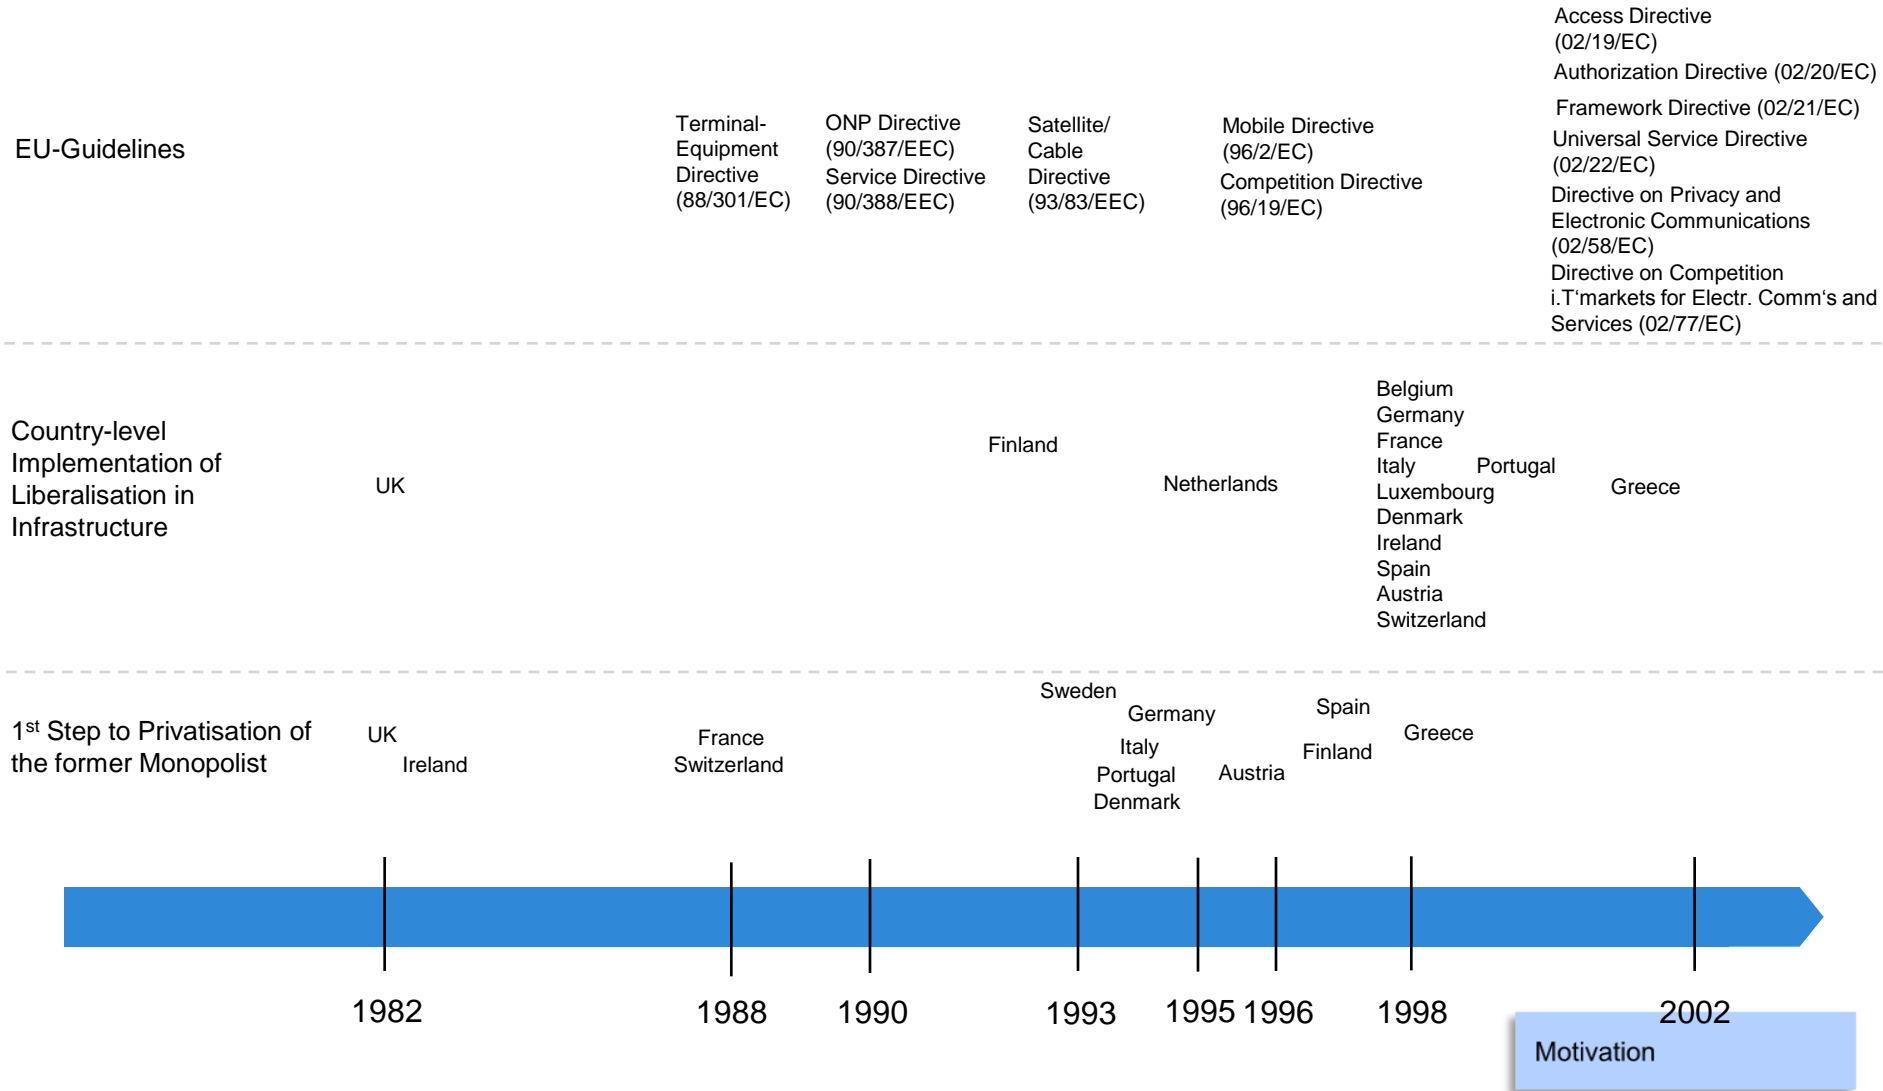 EU-Guidelines
Terminal-
Equipment
Directive
(88/301/EC)
ONP Directive
(90/387/EEC)
Service Directive
(90/388/EEC)
Satellite/
Cable
Directive
(93/83/EEC)
Mobile Directive
(96/2/EC)
Competition Directive
(96/19/EC)
Access Directive
(02/19/EC)
Authorization Directive (02/20/EC)
Framework Directive (02/21/EC)
Universal Service Directive
(02/22/EC)
Directive on Privacy and
Electronic Communications
(02/58/EC)
Directive on Competition
i.T‘markets for Electr. Comm‘s and
Services (02/77/EC)
Country-level
Implementation of
Liberalisation in
Infrastructure
UK
Finland
Netherlands
Belgium
Germany
France
Italy
Luxembourg
Denmark
Ireland
Spain
Austria
Switzerland
Portugal
Greece
1st Step to Privatisation of
the former Monopolist
UK
Ireland
France
Switzerland
Sweden
Germany
Italy
Portugal
Denmark
Austria
Spain
Finland
Greece
1982
1988
1990
1993
1995
1996
1998
2002
Motivation